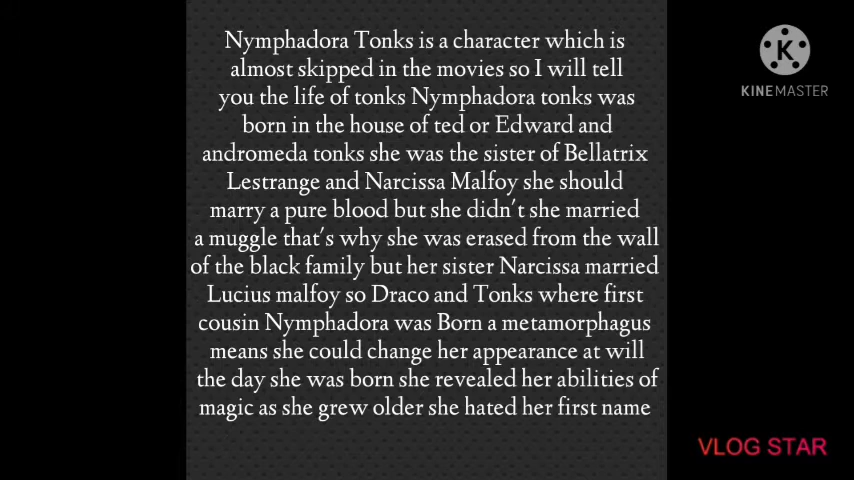 Nymphadora Tonks is a character which is
almost skipped in the movies so I will tell
you the life of tonks Nymphadora tonks was
born in the house of ted or Edward and
andromeda tonks she was the sister of Bellatrix
Lestrange and Narcissa Malfoy she should
marry a pure blood but she didn't she married
a muggle that's why she was erased from the wall
of the black family but her sister Narcissa married
Lucius malfoy so Draco and Tonks where first
cousin Nymphadora was Born a metamorphagus
means she could change her appearance at will
the day she was born she revealed her abilities of
magic as she grew older she hated her first name
K
KINEMASTER
VLOG STAR